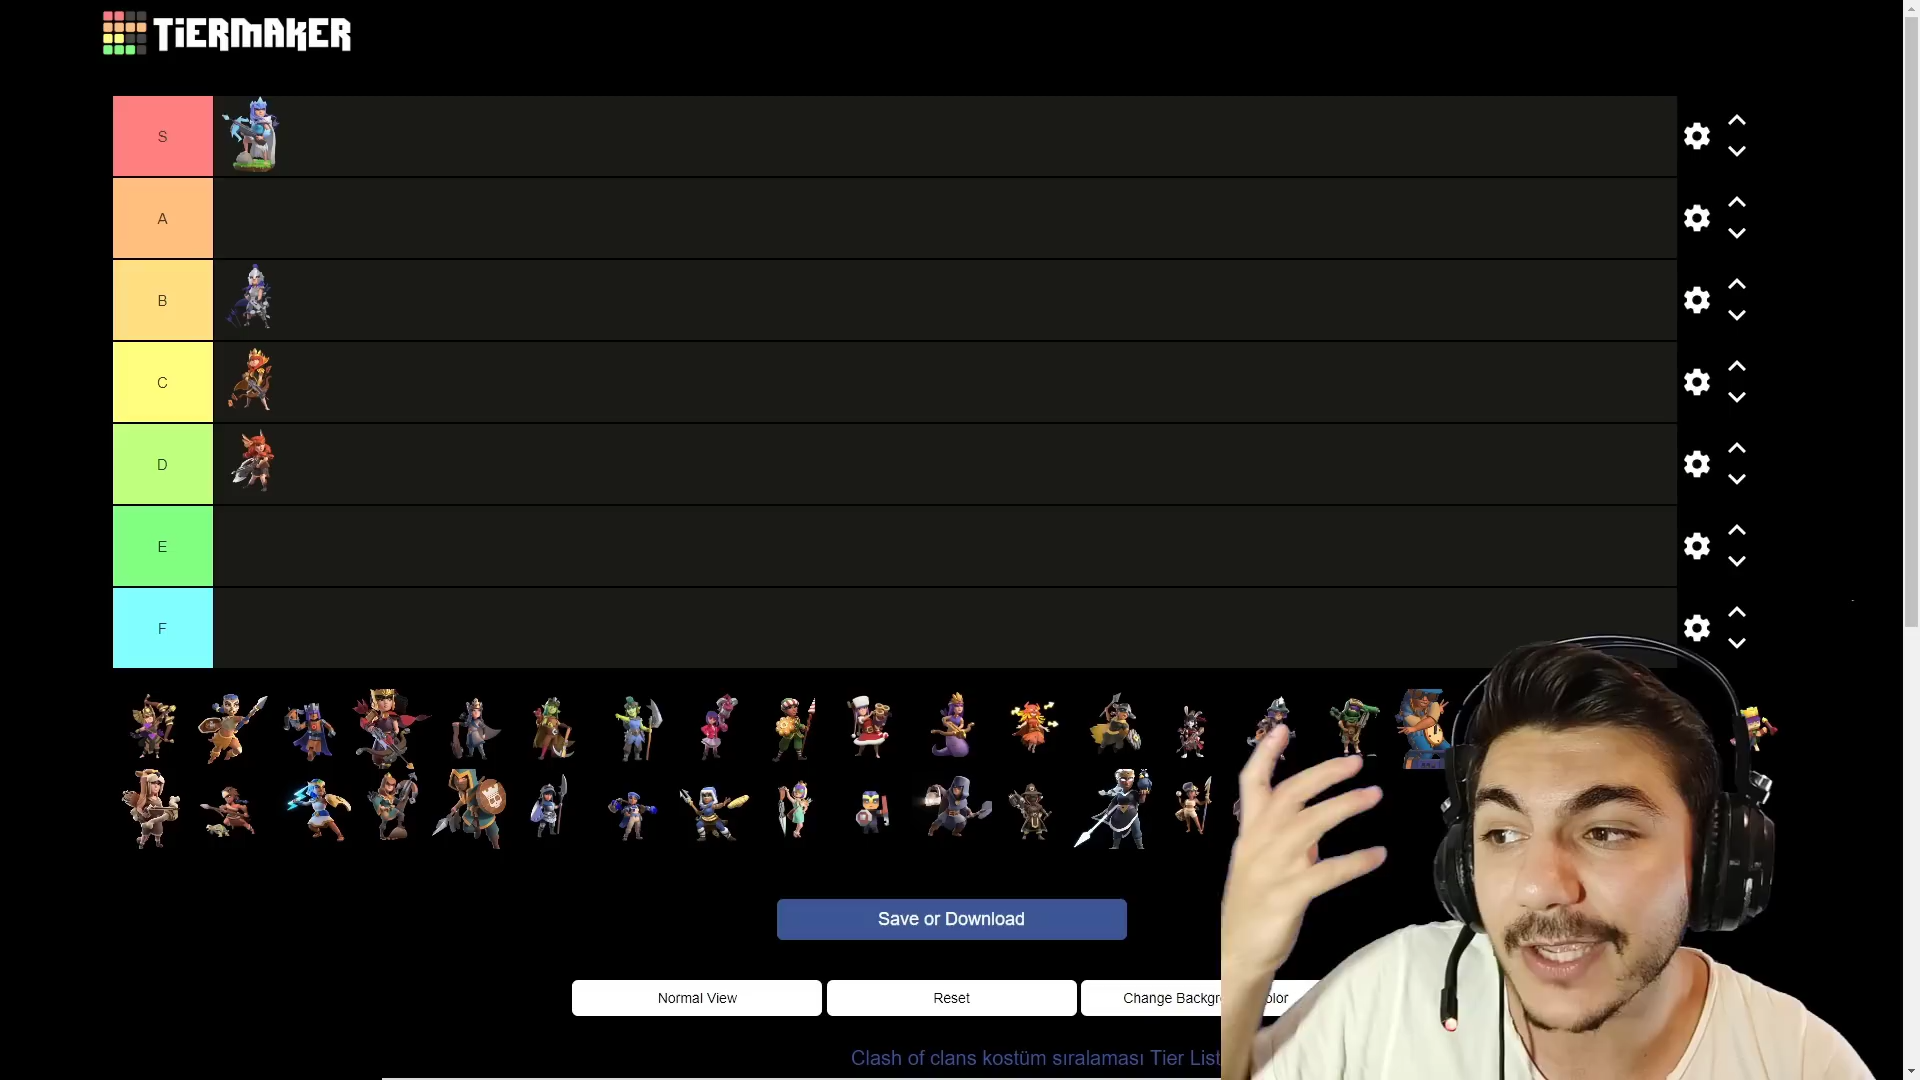 TiERMAKER
S
A
B
C
D
E
F
Save or Download
Normal View
Reset
Change Backgr
olor
Clash of clans kostüm sıralaması Tier List